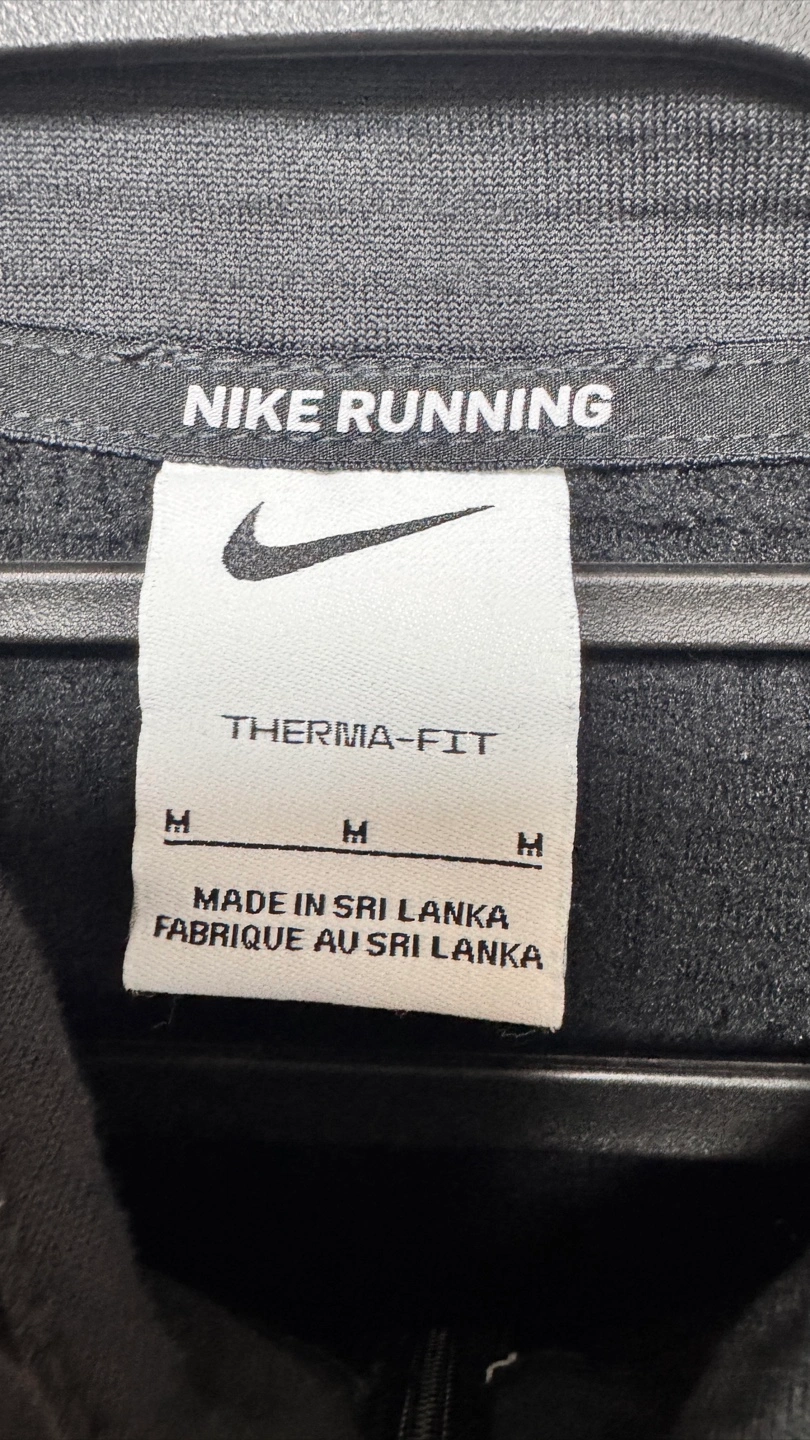 NIKE RUNNING
THERMA-FIT
M M M
MADE IN SRI LANKA
FABRIQUE AU SRI LANKA